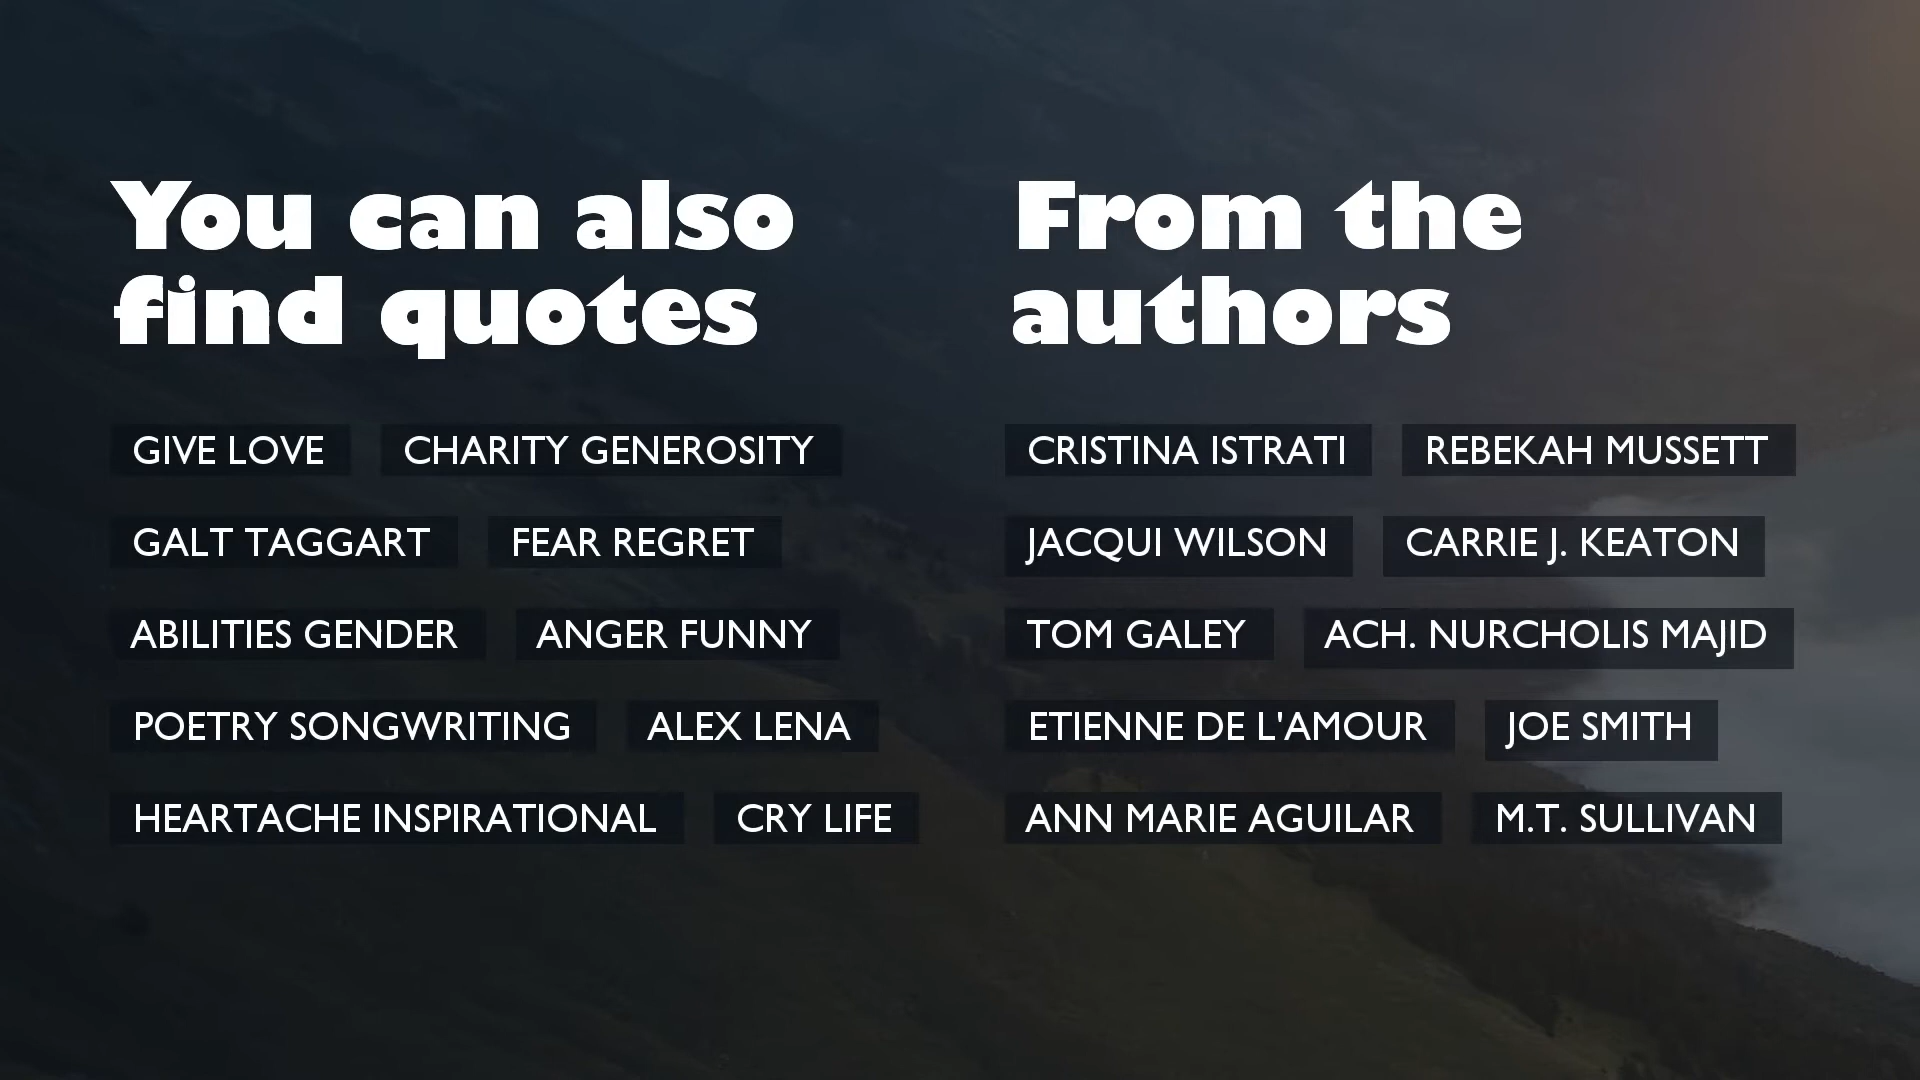 You can also
find quotes
GIVE LOVE CHARITY GENEROSITY
GALT TAGGART FEAR REGRET
ABILITIES GENDER ANGER FUNNY
POETRY SONGWRITING ALEX LENA
HEARTACHE INSPIRATIONAL CRY LIFE
From the
authors
CRISTINA ISTRATI REBEKAH MUSSETT
JACQUI WILSON CARRIE J. KEATON
TOM GALEY ACH. NURCHOLIS MAJID
ETIENNE DE L'AMOUR JOE SMITH
ANN MARIE AGUILAR M.T. SULLIVAN